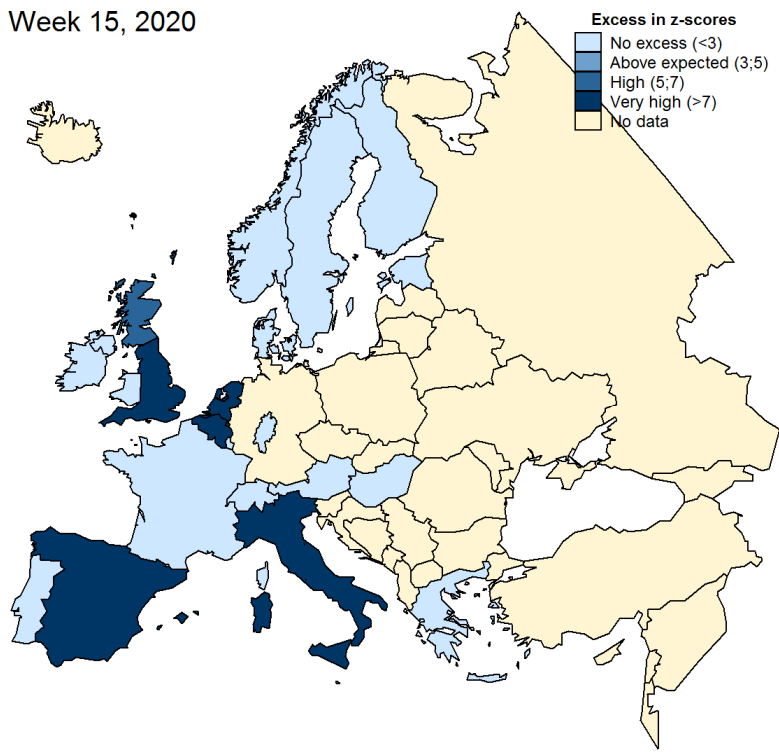 Week 15, 2020
Excess in z-scores
No excess (<3)
Above expected (3;5)
High (5;7)
Very high (>7)
No data